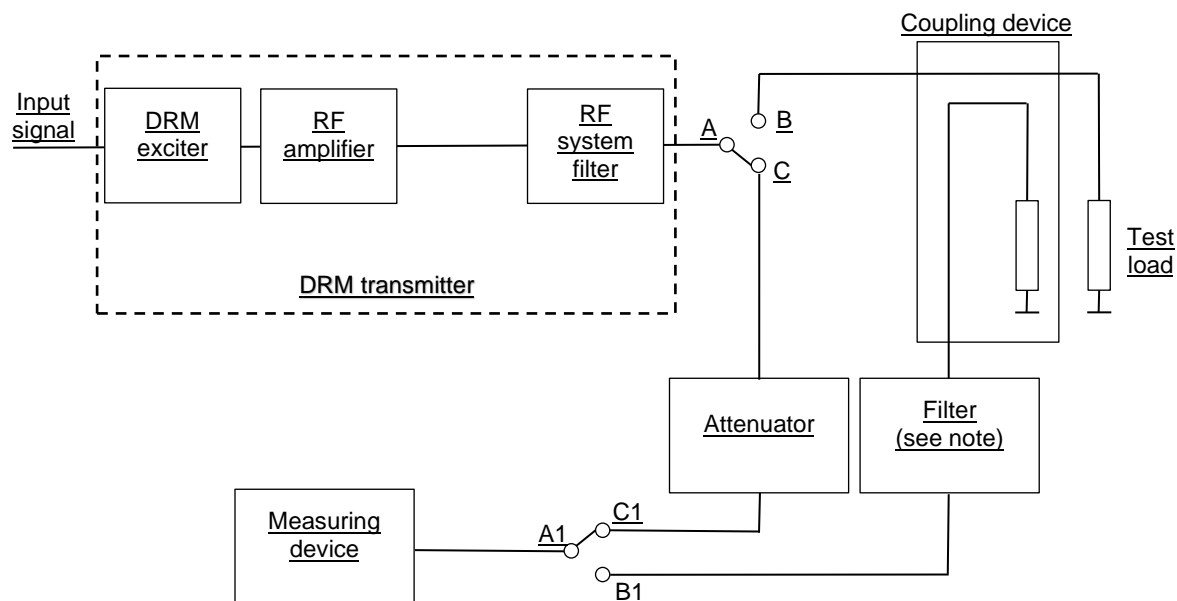 Coupling device
Input
signal
DRM
exciter
RF
amplifier
RF
system
filter
A
B
C
Test
load
DRM transmitter
Attenuator
Filter
(see note)
Measuring
device
A1
C1
B1